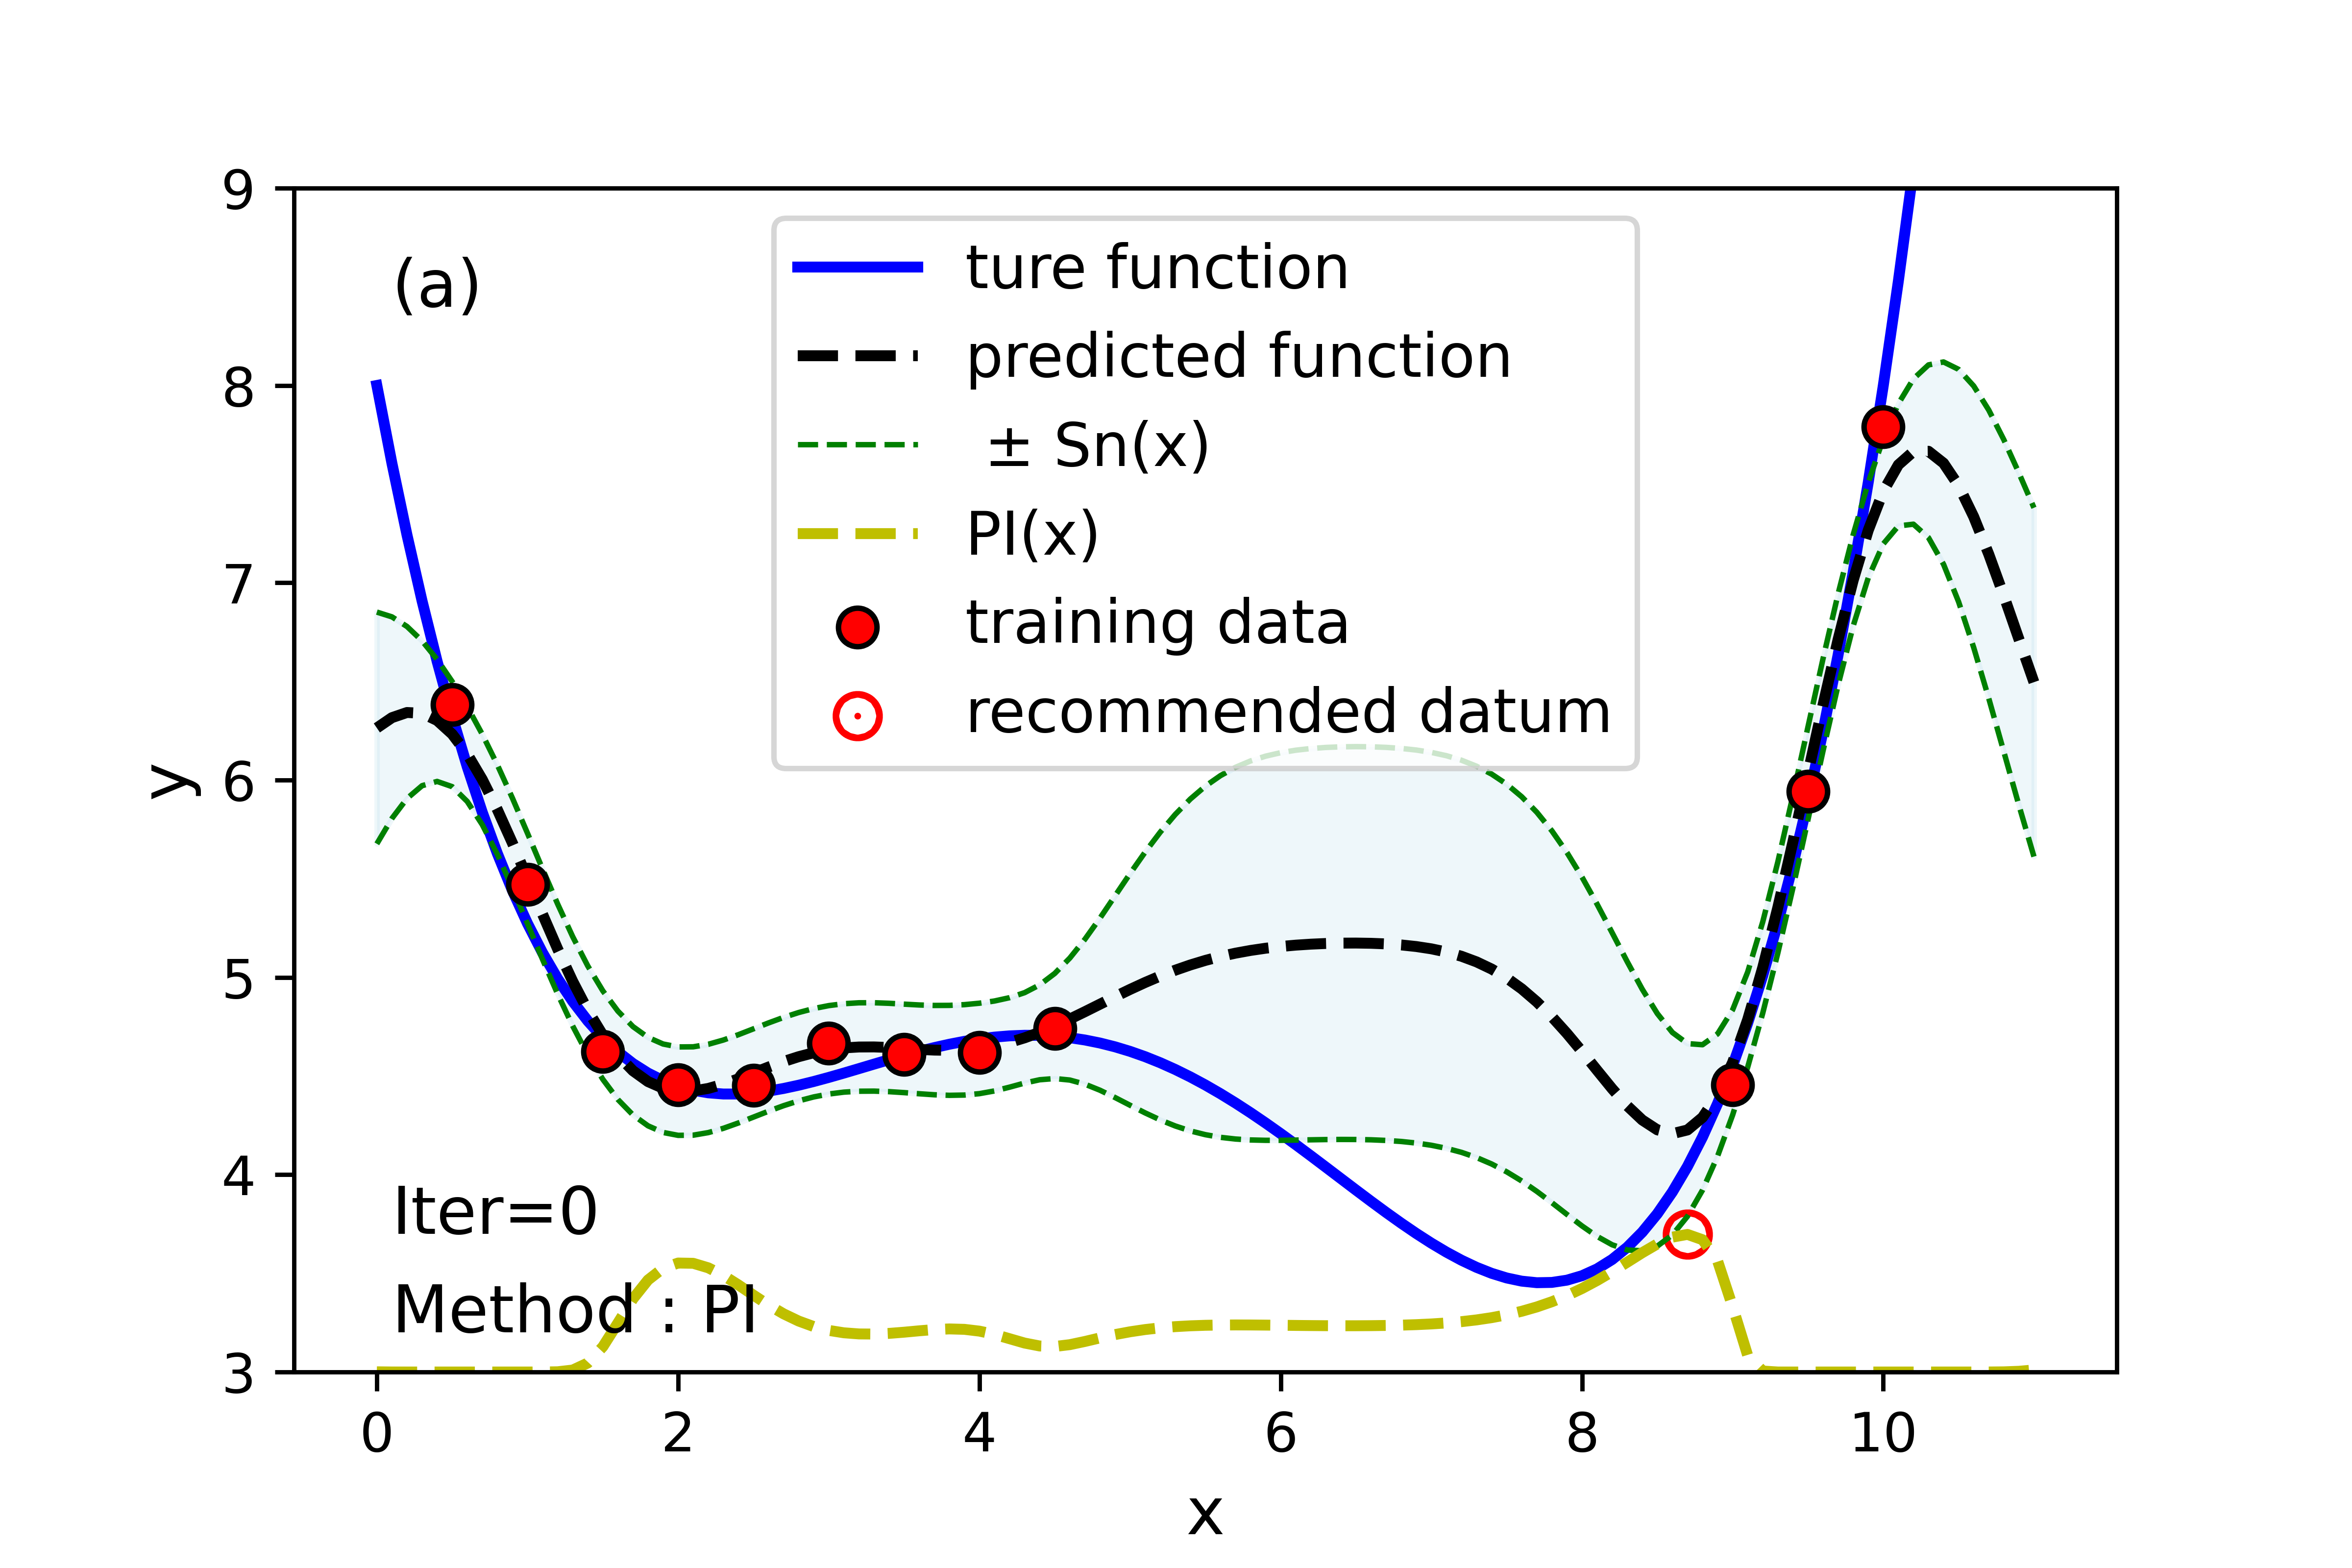 (a)
ture function
predicted function
± Sn(x)
PI(x)
training data
recommended datum
Iter=0
Method : PI
y
9
8
7
6
5
4
3
0 2 4 6 8 10
x